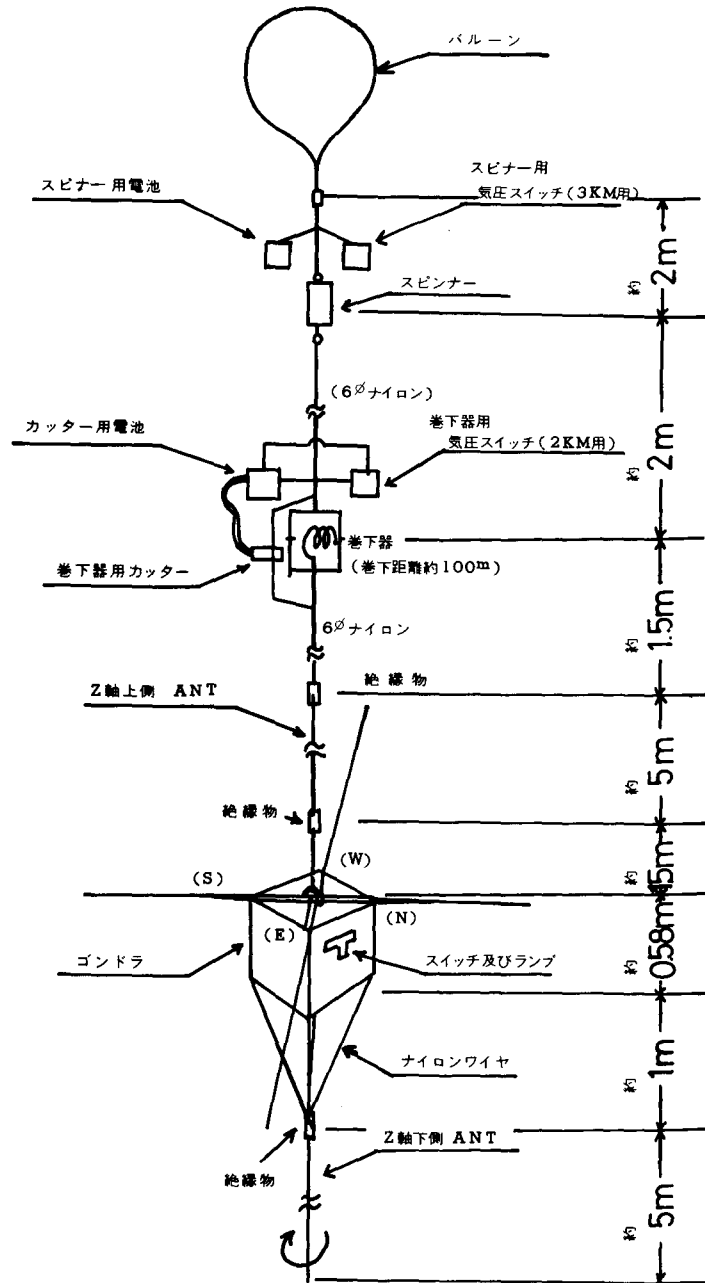 バルーン
スピナー用
気圧スイッチ(3KM用)
スピナー用電池
約 2m
スピンナー
(6φナイロン)
カッター用電池
巻下器用
気圧スイッチ(2KM用)
約 2m
巻下器
(巻下距離約100m)
巻下器用カッター
6φナイロン
約 1.5m
絶縁物
Z軸上側 ANT
約 5m
絶縁物
(W)
(S)
(N)
(E)
約 1.5m
ゴンドラ
スイッチ及びランプ
約 0.58m
ナイロンワイヤ
約 1m
Z軸下側 ANT
絶縁物
約 5m